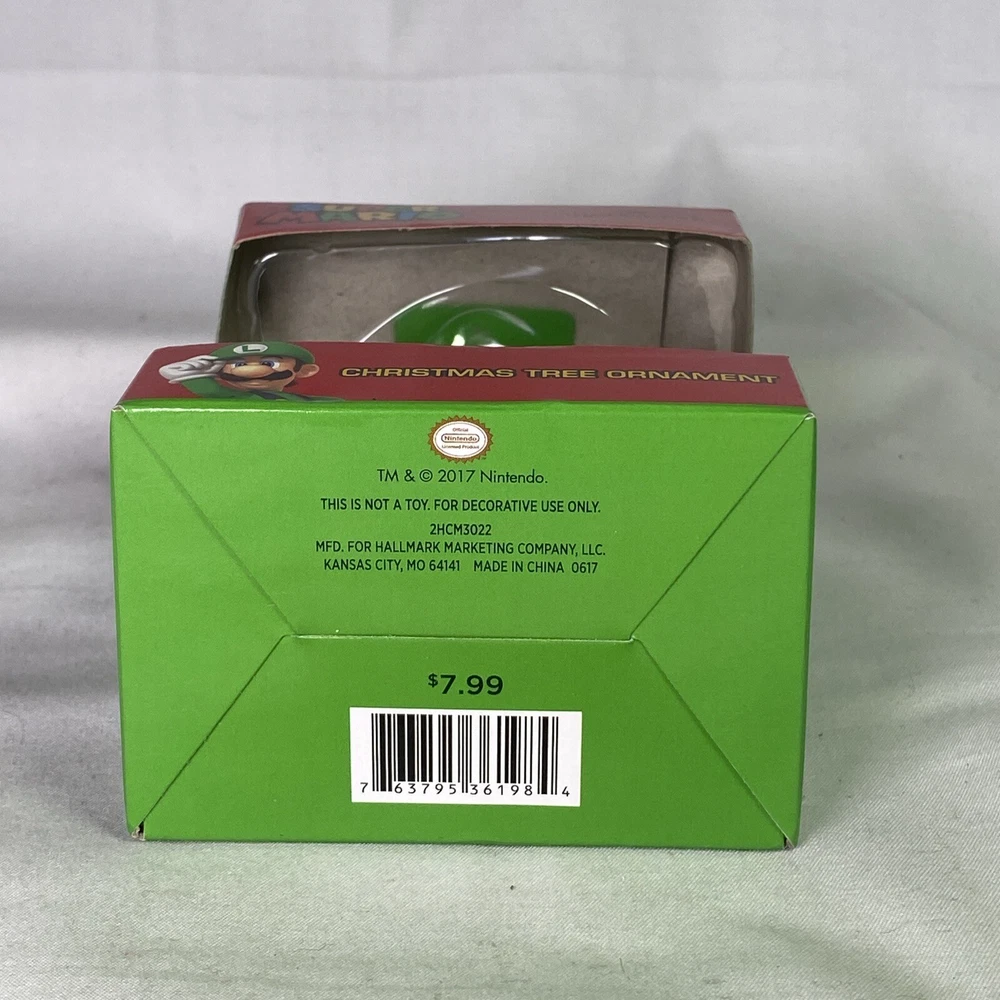 SUPER
MARIO
L
CHRISTMAS TREE ORNAMENT
Official
Nintendo
Licensed Product
TM & © 2017 Nintendo.
THIS IS NOT A TOY. FOR DECORATIVE USE ONLY.
2HCM3022
MFD. FOR HALLMARK MARKETING COMPANY, LLC.
KANSAS CITY, MO 64141 MADE IN CHINA 0617
$7.99
7 63795 36198 4